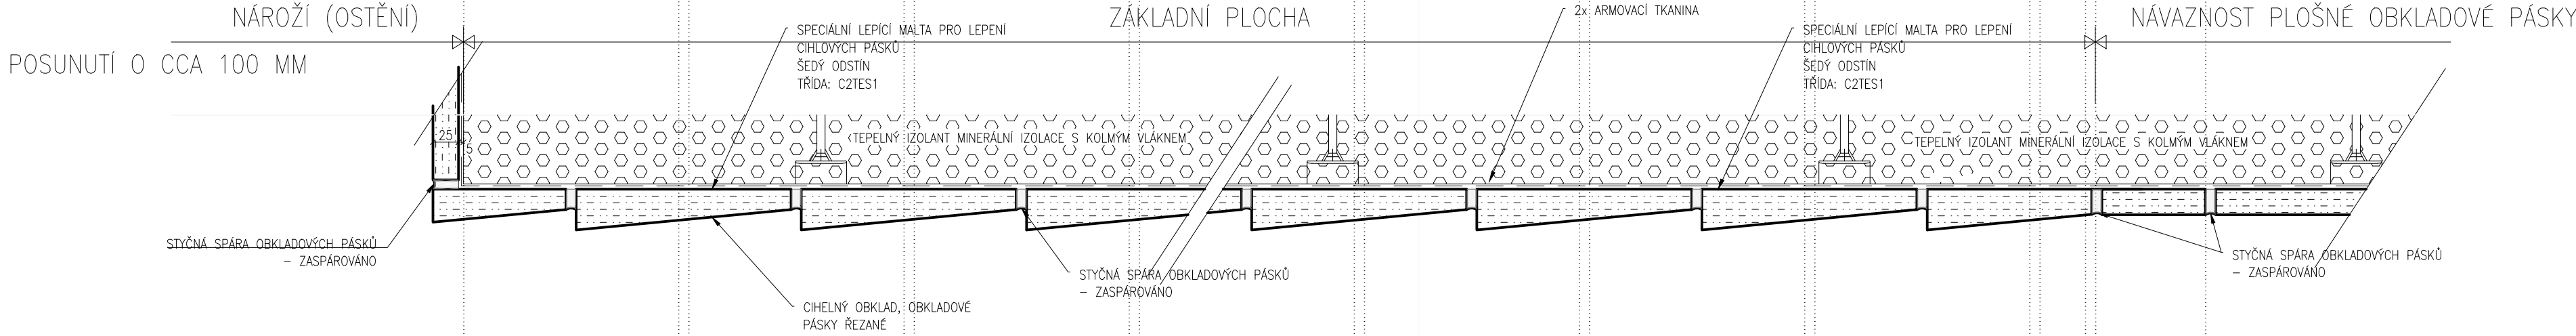 NÁROŽÍ (OSTĚNÍ)
ZÁKLADNÍ PLOCHA
NÁVAZNOST PLOŠNÉ OBKLADOVÉ PÁSKY
POSUNUTÍ O CCA 100 MM
SPECIÁLNÍ LEPÍCÍ MALTA PRO LEPENÍ
CIHLOVÝCH PÁSKŮ
ŠEDÝ ODSTÍN
TŘÍDA: C2TES1
2x ARMOVACÍ TKANINA
SPECIÁLNÍ LEPÍCÍ MALTA PRO LEPENÍ
CIHLOVÝCH PÁSKŮ
ŠEDÝ ODSTÍN
TŘÍDA: C2TES1
25
5
TEPELNÝ IZOLANT MINERÁLNÍ IZOLACE S KOLMÝM VLÁKNEM
TEPELNÝ IZOLANT MINERÁLNÍ IZOLACE S KOLMÝM VLÁKNEM
STYČNÁ SPÁRA OBKLADOVÝCH PÁSKŮ
– ZASPÁROVÁNO
CIHELNÝ OBKLAD, OBKLADOVÉ
PÁSKY ŘEZANÉ
STYČNÁ SPÁRA OBKLADOVÝCH PÁSKŮ
– ZASPÁROVÁNO
STYČNÁ SPÁRA OBKLADOVÝCH PÁSKŮ
– ZASPÁROVÁNO